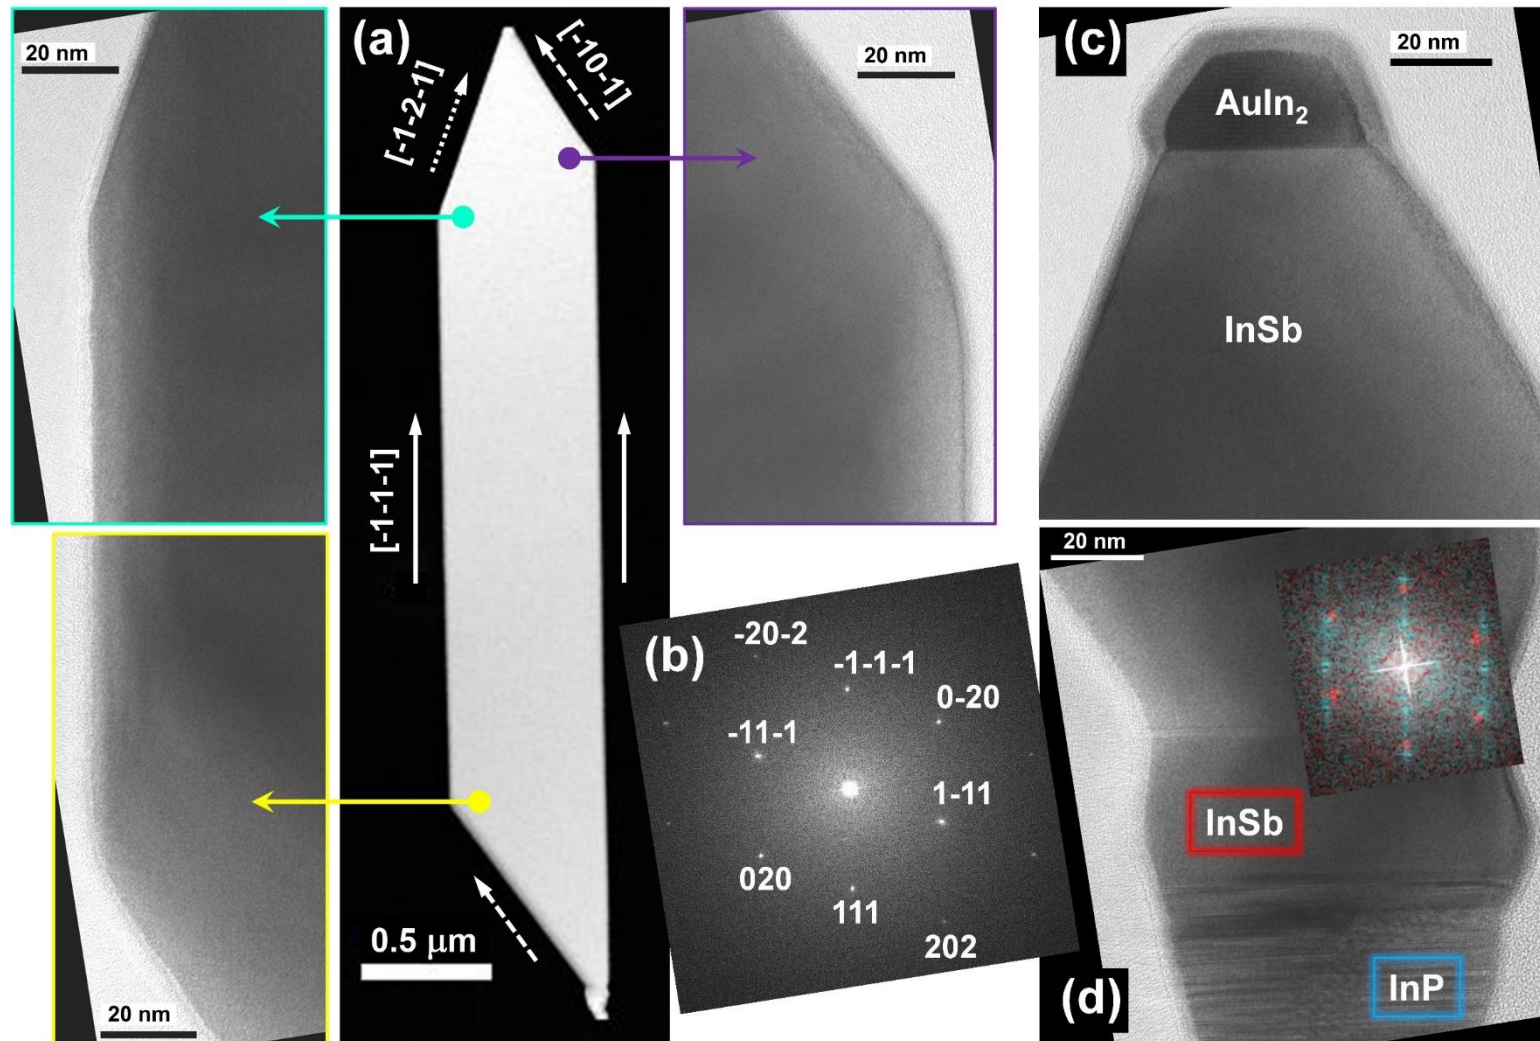 20 nm
(a)
[-1-2-1]
[-10-1]
20 nm
(c)
20 nm
AuIn₂
InSb
[-1-1-1]
20 nm
0.5 μm
(b)
-20-2
-1-1-1
0-20
-11-1
1-11
020
111
202
20 nm
InSb
InP
(d)